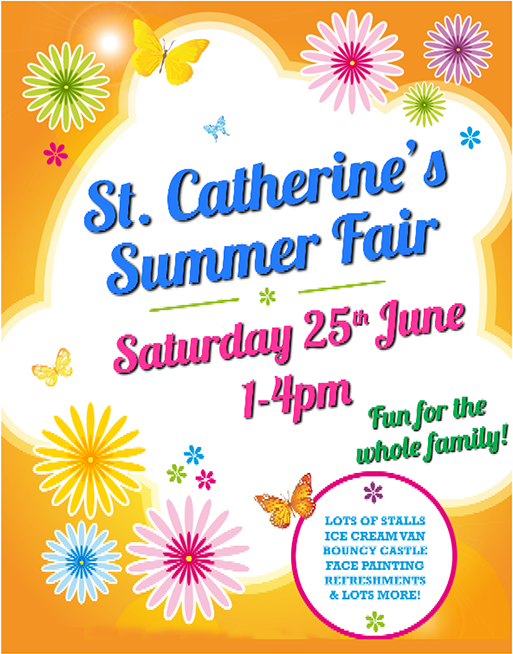 St. Catherine's
Summer Fair
Saturday 25th June
1-4pm
Fun for the
whole family!
LOTS OF STALLS
ICE CREAM VAN
BOUNCY CASTLE
FACE PAINTING
REFRESHMENTS
& LOTS MORE!